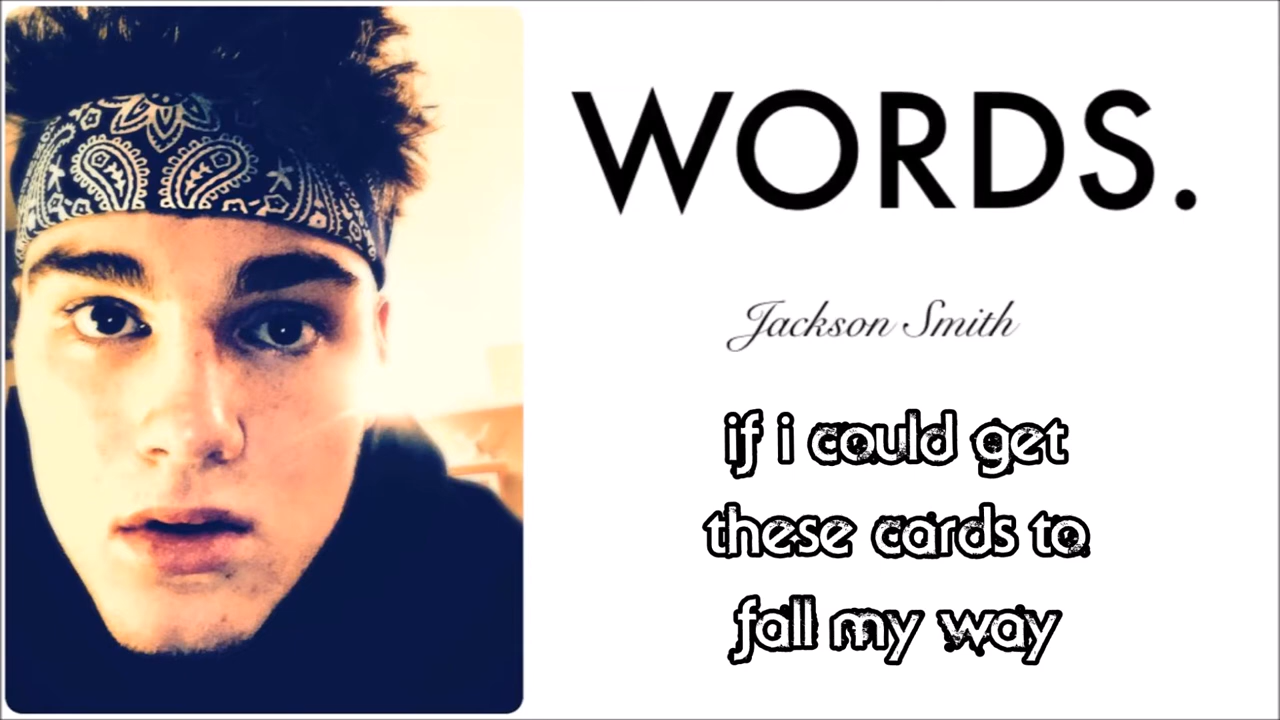 WORDS.
Jackson Smith
if i could get
these cards to
fall my way